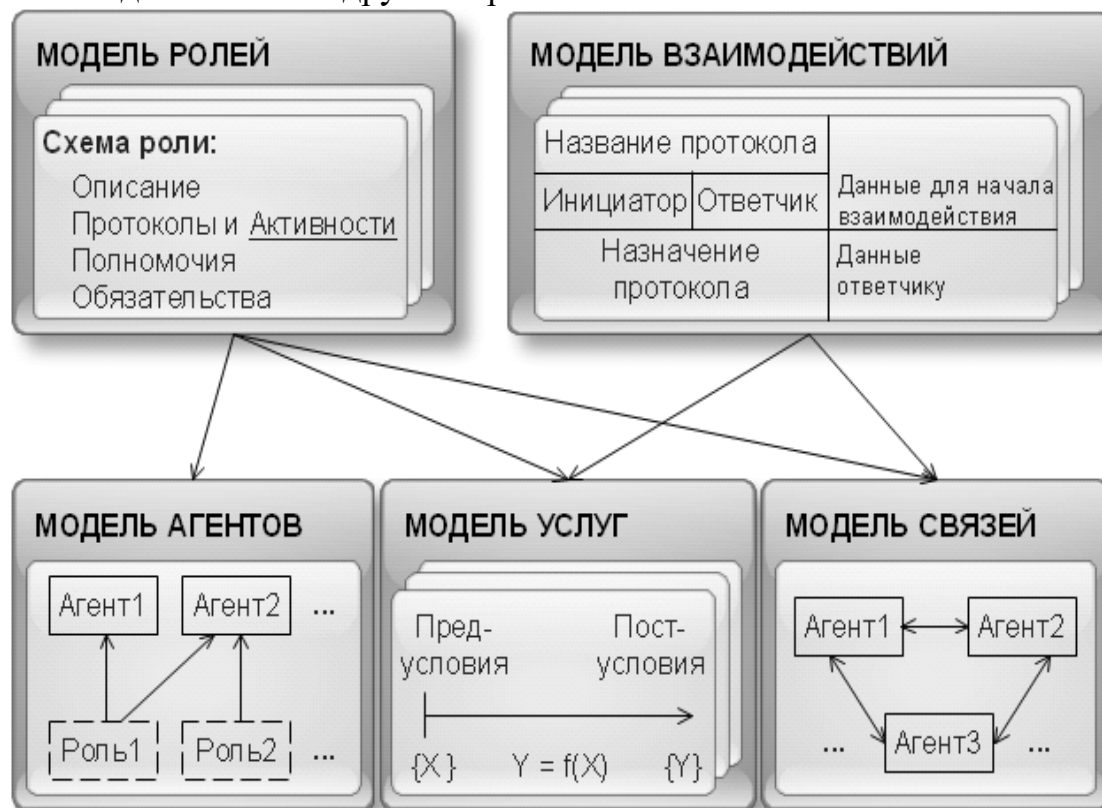 МОДЕЛЬ РОЛЕЙ
Схема роли:
Описание
Протоколы и Активности
Полномочия
Обязательства
МОДЕЛЬ ВЗАИМОДЕЙСТВИЙ
Название протокола
Инициатор Ответчик
Данные для начала
взаимодействия
Назначение
протокола
Данные
ответчику
МОДЕЛЬ АГЕНТОВ
Агент1 Агент2 ...
Роль1 Роль2 ...
МОДЕЛЬ УСЛУГ
Пред-
условия
Пост-
условия
{X} Y = f(X) {Y}
МОДЕЛЬ СВЯЗЕЙ
Агент1 Агент2
... Агент3 ...